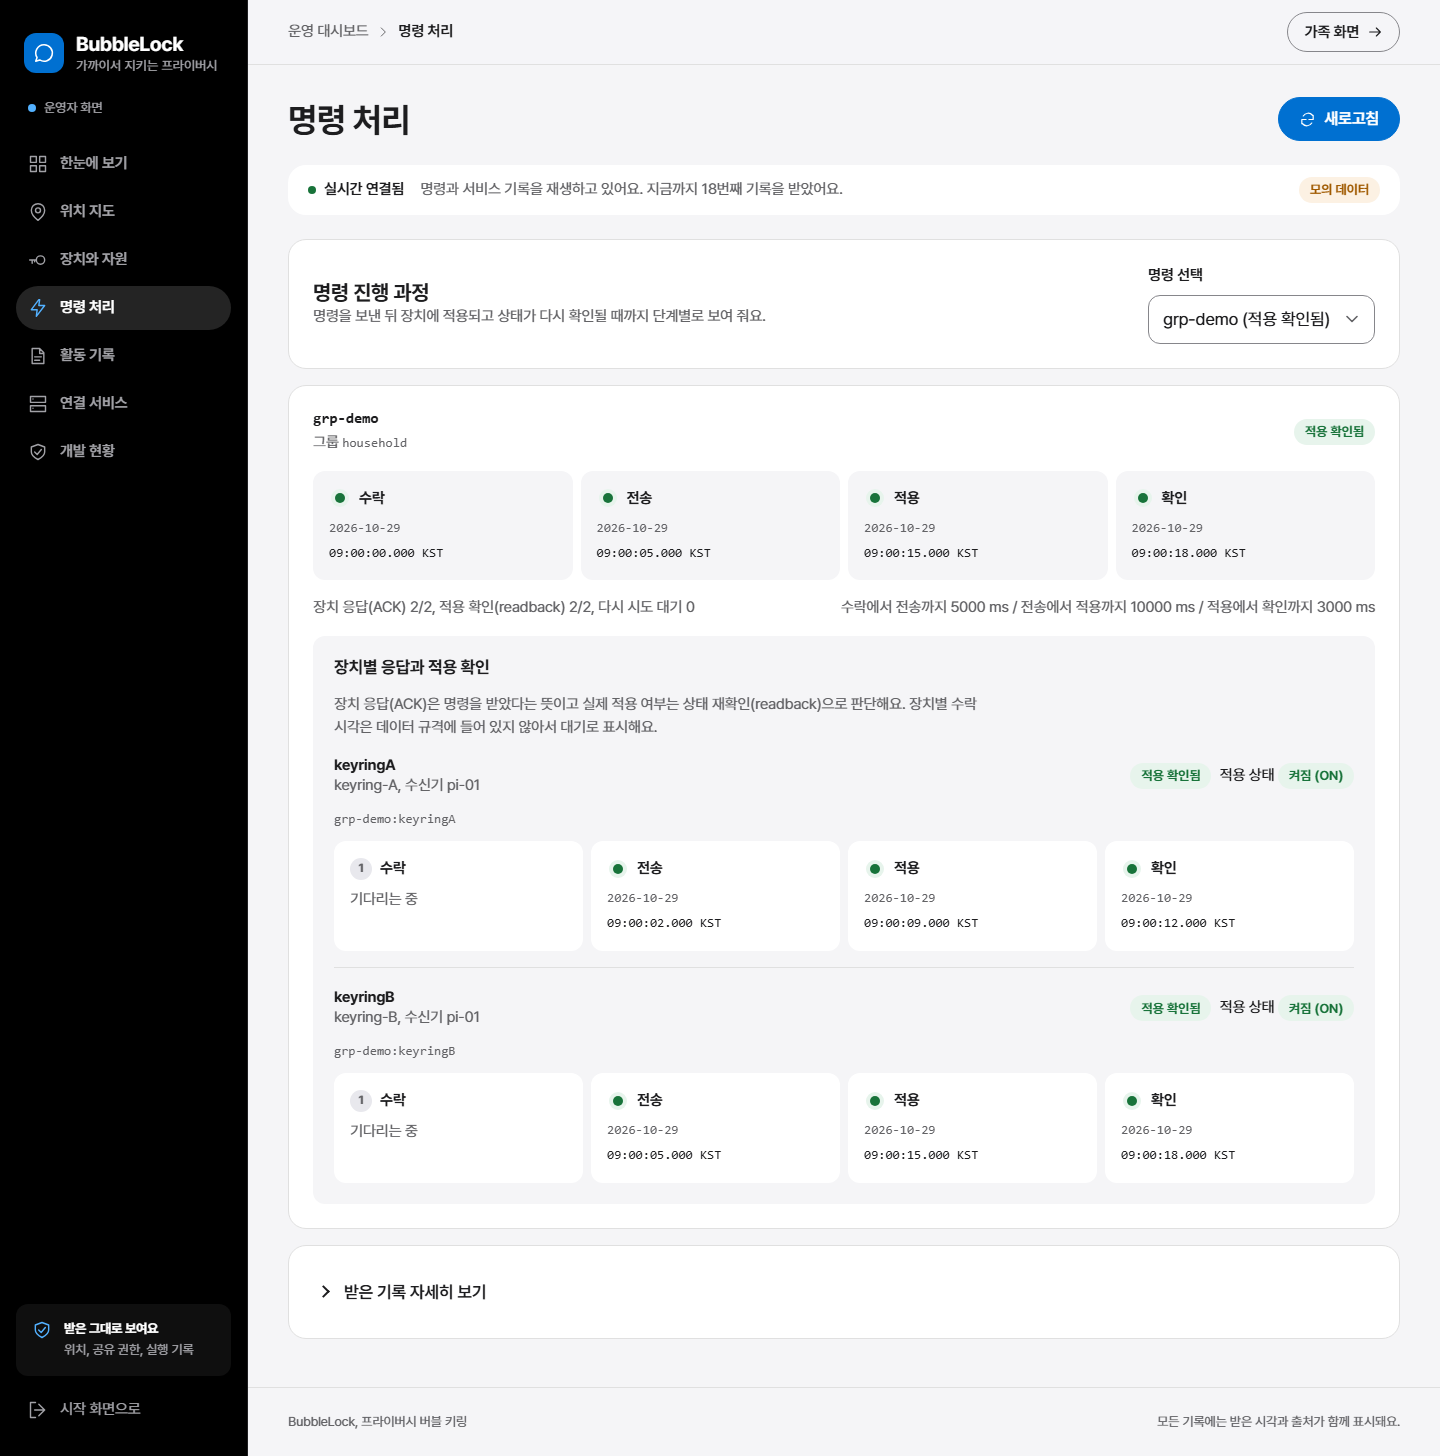 BubbleLock
가까이서 지키는 프라이버시
운영자 화면
한눈에 보기
위치 지도
장치와 자원
명령 처리
활동 기록
연결 서비스
개발 현황
받은 그대로 보여요
위치, 공유 권한, 실행 기록
시작 화면으로
운영 대시보드 > 명령 처리
가족 화면 →
명령 처리
새로고침
실시간 연결됨 명령과 서비스 기록을 재생하고 있어요. 지금까지 18번째 기록을 받았어요.
모의 데이터
명령 진행 과정
명령을 보낸 뒤 장치에 적용되고 상태가 다시 확인될 때까지 단계별로 보여 줘요.
명령 선택
grp-demo (적용 확인됨)
grp-demo
그룹 household
적용 확인됨
수락
2026-10-29
09:00:00.000 KST
전송
2026-10-29
09:00:05.000 KST
적용
2026-10-29
09:00:15.000 KST
확인
2026-10-29
09:00:18.000 KST
장치 응답(ACK) 2/2, 적용 확인(readback) 2/2, 다시 시도 대기 0
수락에서 전송까지 5000 ms / 전송에서 적용까지 10000 ms / 적용에서 확인까지 3000 ms
장치별 응답과 적용 확인
장치 응답(ACK)은 명령을 받았다는 뜻이고 실제 적용 여부는 상태 재확인(readback)으로 판단해요. 장치별 수락
시각은 데이터 규격에 들어 있지 않아서 대기로 표시해요.
keyringA
keyring-A, 수신기 pi-01
적용 확인됨 적용 상태 켜짐 (ON)
grp-demo:keyringA
1 수락
기다리는 중
전송
2026-10-29
09:00:02.000 KST
적용
2026-10-29
09:00:09.000 KST
확인
2026-10-29
09:00:12.000 KST
keyringB
keyring-B, 수신기 pi-01
적용 확인됨 적용 상태 켜짐 (ON)
grp-demo:keyringB
1 수락
기다리는 중
전송
2026-10-29
09:00:05.000 KST
적용
2026-10-29
09:00:15.000 KST
확인
2026-10-29
09:00:18.000 KST
받은 기록 자세히 보기
BubbleLock, 프라이버시 버블 키링
모든 기록에는 받은 시각과 출처가 함께 표시돼요.